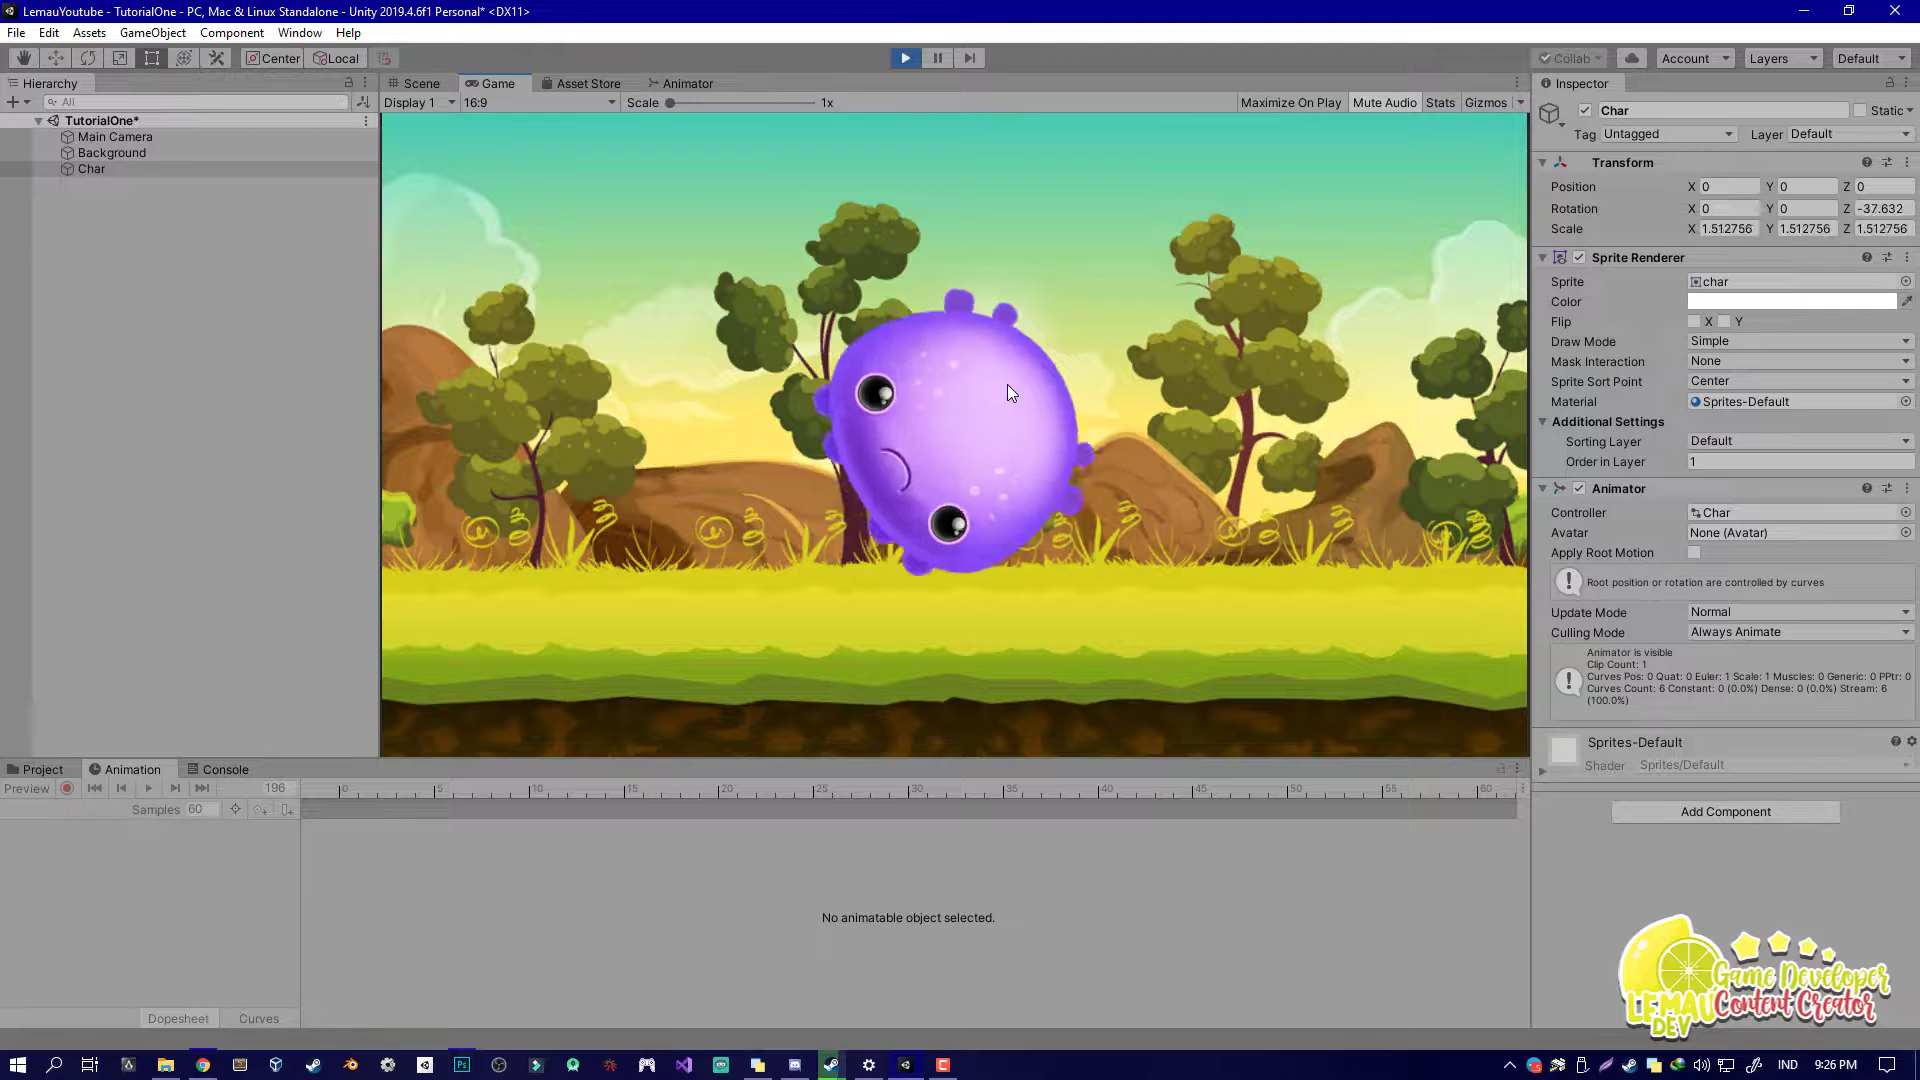 LemauYoutube - TutorialOne - PC, Mac & Linux Standalone - Unity 2019.4.6f1 Personal* <DX11>
File Edit Assets GameObject Component Window Help
Center Local Collab Account Layers Default
Hierarchy
All
TutorialOne*
Main Camera
Background
Char
Scene Game Asset Store Animator
Display 1 16:9 Scale 1x Maximize On Play Mute Audio Stats Gizmos
Inspector
Char Static
Tag Untagged Layer Default
Transform
Position X 0 Y 0 Z 0
Rotation X 0 Y 0 Z -37.632
Scale X 1.512756 Y 1.512756 Z 1.512756
Sprite Renderer
Sprite char
Color
Flip X Y
Draw Mode Simple
Mask Interaction None
Sprite Sort Point Center
Material Sprites-Default
Additional Settings
Sorting Layer Default
Order in Layer 1
Animator
Controller Char
Avatar None (Avatar)
Apply Root Motion
Root position or rotation are controlled by curves
Update Mode Normal
Culling Mode Always Animate
Animator is visible
Clip Count: 1
Curves Pos: 0 Quat: 0 Euler: 1 Scale: 1 Muscles: 0 Generic: 0 PPtr: 0
Curves Count: 6 Constant: 0 (0.0%) Dense: 0 (0.0%) Stream: 6
(100.0%)
Sprites-Default
Shader Sprites/Default
Add Component
Project Animation Console
Preview 196 0 5 10 15 20 25 30 35 40 45 50 55 60
Samples 60
No animatable object selected.
Dopesheet Curves
Game Developer
Content Creator
LEMAU
DEV
Ps
IND 9:26 PM